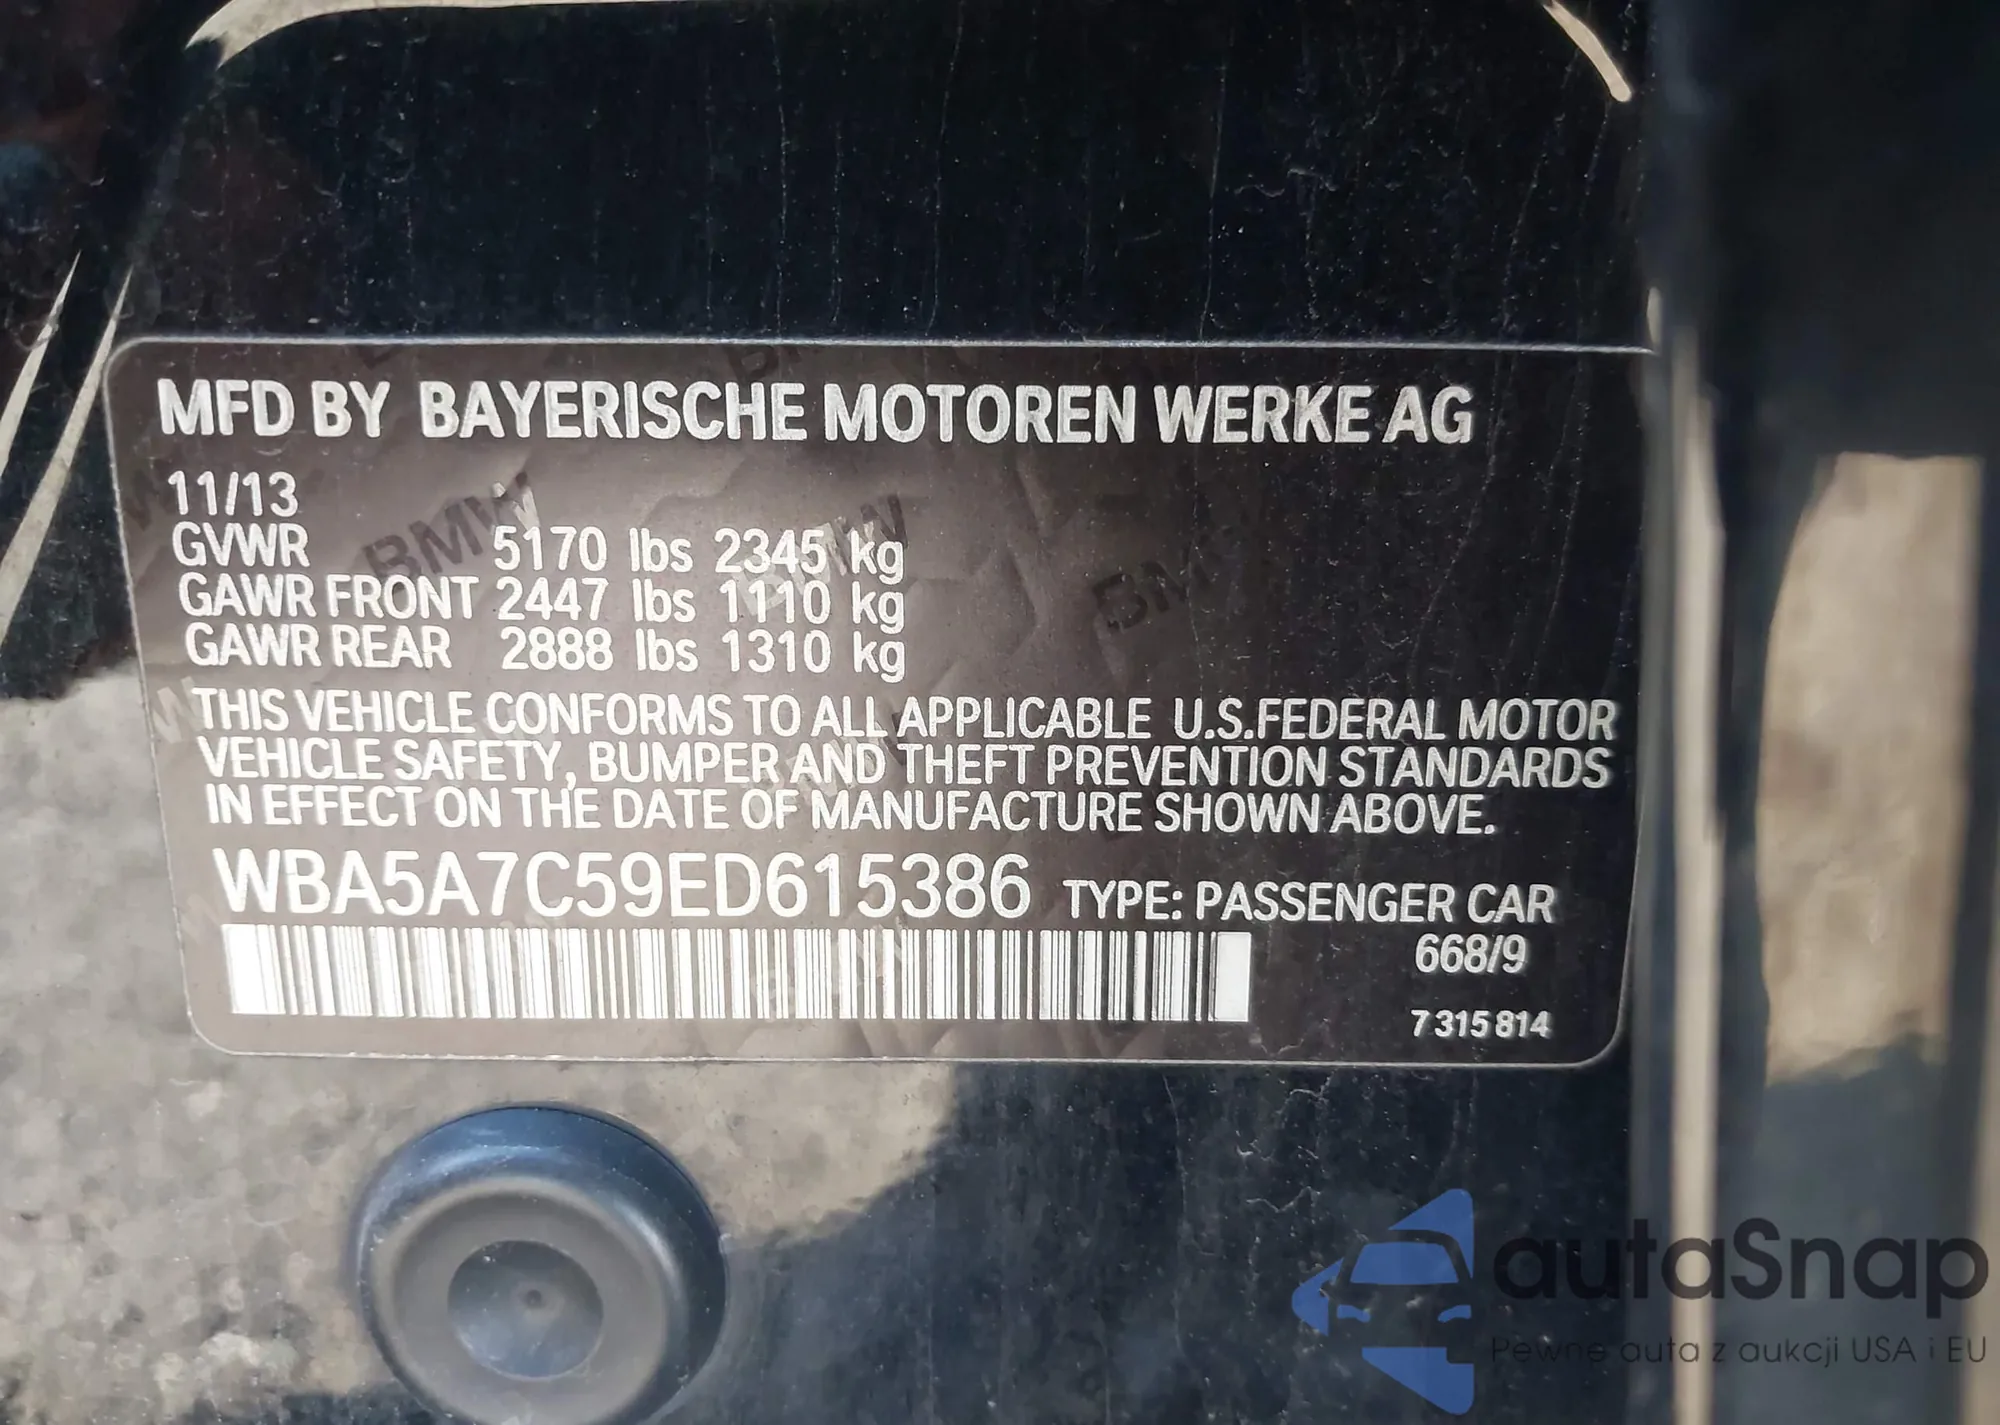 MFD BY BAYERISCHE MOTOREN WERKE AG
11/13
GVWR 5170 lbs 2345 kg
GAWR FRONT 2447 lbs 1110 kg
GAWR REAR 2888 lbs 1310 kg
THIS VEHICLE CONFORMS TO ALL APPLICABLE U.S.FEDERAL MOTOR
VEHICLE SAFETY, BUMPER AND THEFT PREVENTION STANDARDS
IN EFFECT ON THE DATE OF MANUFACTURE SHOWN ABOVE.
WBA5A7C59ED615386 TYPE: PASSENGER CAR
668/9
7 315 814
BMW
BMW
BMW
autaSnap
Pewne auta z aukcji USA i EU